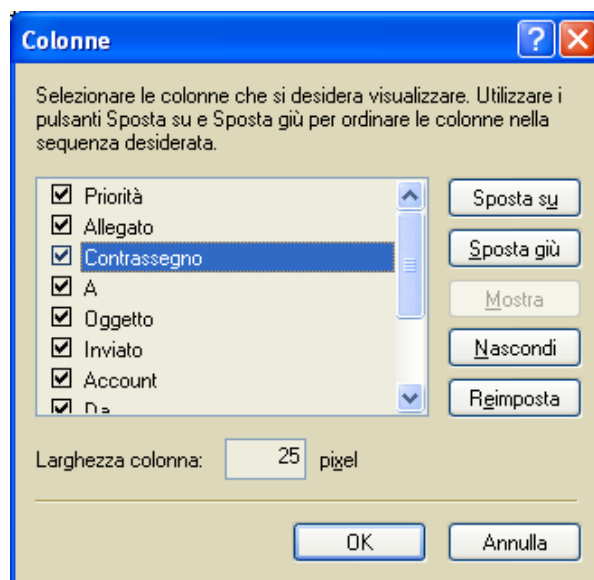 Colonne
Selezionare le colonne che si desidera visualizzare. Utilizzare i
pulsanti Sposta su e Sposta giù per ordinare le colonne nella
sequenza desiderata.
Priorità
Allegato
Contrassegno
A
Oggetto
Inviato
Account
Da
Sposta su
Sposta giù
Mostra
Nascondi
Reimposta
Larghezza colonna: 25 pixel
OK
Annulla